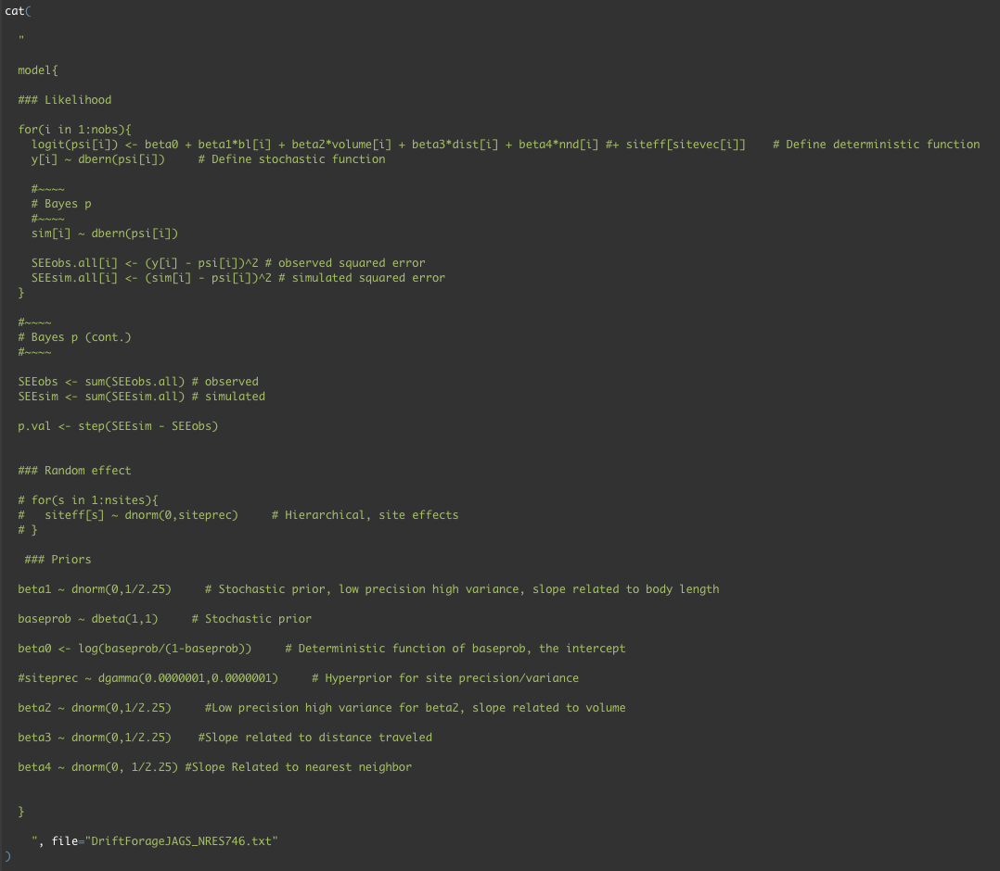 cat(
"
model{
### Likelihood
for(i in 1:nobs){
logit(psi[i]) <- beta0 + beta1*bl[i] + beta2*volume[i] + beta3*dist[i] + beta4*nnd[i] #+ siteff[sitevec[i]]    # Define deterministic function
y[i] ~ dbern(psi[i])     # Define stochastic function
#~~~~
# Bayes p
#~~~~
sim[i] ~ dbern(psi[i])
SEEobs.all[i] <- (y[i] - psi[i])^2 # observed squared error
SEEsim.all[i] <- (sim[i] - psi[i])^2 # simulated squared error
}
#~~~~
# Bayes p (cont.)
#~~~~
SEEobs <- sum(SEEobs.all) # observed
SEEsim <- sum(SEEsim.all) # simulated
p.val <- step(SEEsim - SEEobs)
### Random effect
# for(s in 1:nsites){
#   siteff[s] ~ dnorm(0,siteprec)     # Hierarchical, site effects
# }
### Priors
beta1 ~ dnorm(0,1/2.25)     # Stochastic prior, low precision high variance, slope related to body length
baseprob ~ dbeta(1,1)     # Stochastic prior
beta0 <- log(baseprob/(1-baseprob))     # Deterministic function of baseprob, the intercept
#siteprec ~ dgamma(0.0000001,0.0000001)     # Hyperprior for site precision/variance
beta2 ~ dnorm(0,1/2.25)     #Low precision high variance for beta2, slope related to volume
beta3 ~ dnorm(0,1/2.25)    #Slope related to distance traveled
beta4 ~ dnorm(0, 1/2.25) #Slope Related to nearest neighbor
}
", file="DriftForageJAGS_NRES746.txt"
)